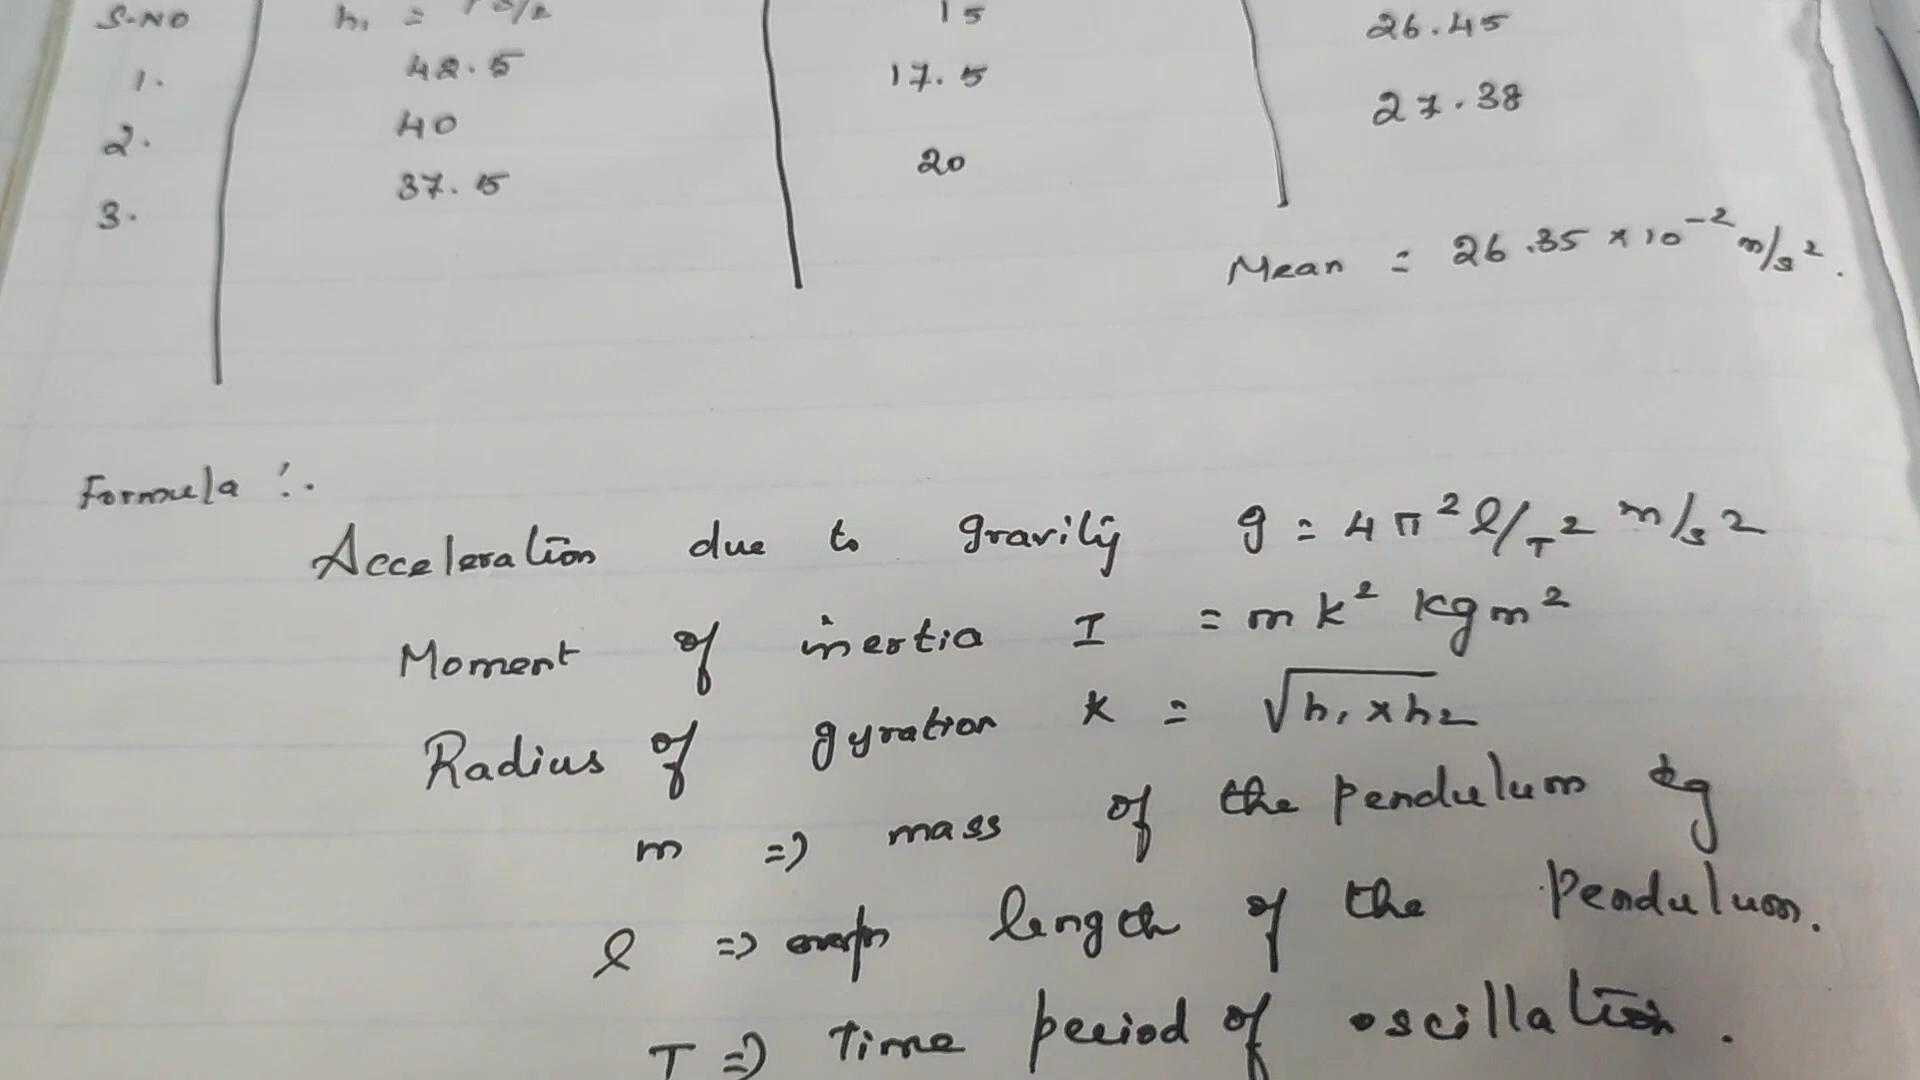 S.NO h₁ =
1. 42.5 15 26.45
2. 40 17.5 27.38
3. 37.5 20
Mean = 26.35 × 10⁻² m/s².
Formula :.
Acceleration due to gravity g = 4π²l/T² m/s²
Moment of inertia I = mk² kgm²
Radius of gyration k = √h₁×h₂
m => mass of the pendulum kg
l => length of the Pendulum.
T => Time period of oscillation.